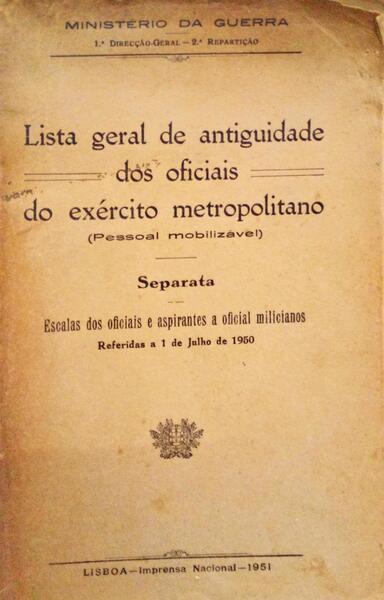 MINISTÉRIO DA GUERRA
1.ª DIRECÇÃO-GERAL — 2.ª REPARTIÇÃO
Lista geral de antiguidade
dos oficiais
do exército metropolitano
(Pessoal mobilizável)
Separata
Escalas dos oficiais e aspirantes a oficial milicianos
Referidas a 1 de Julho de 1950
LISBOA—Imprensa Nacional—1951